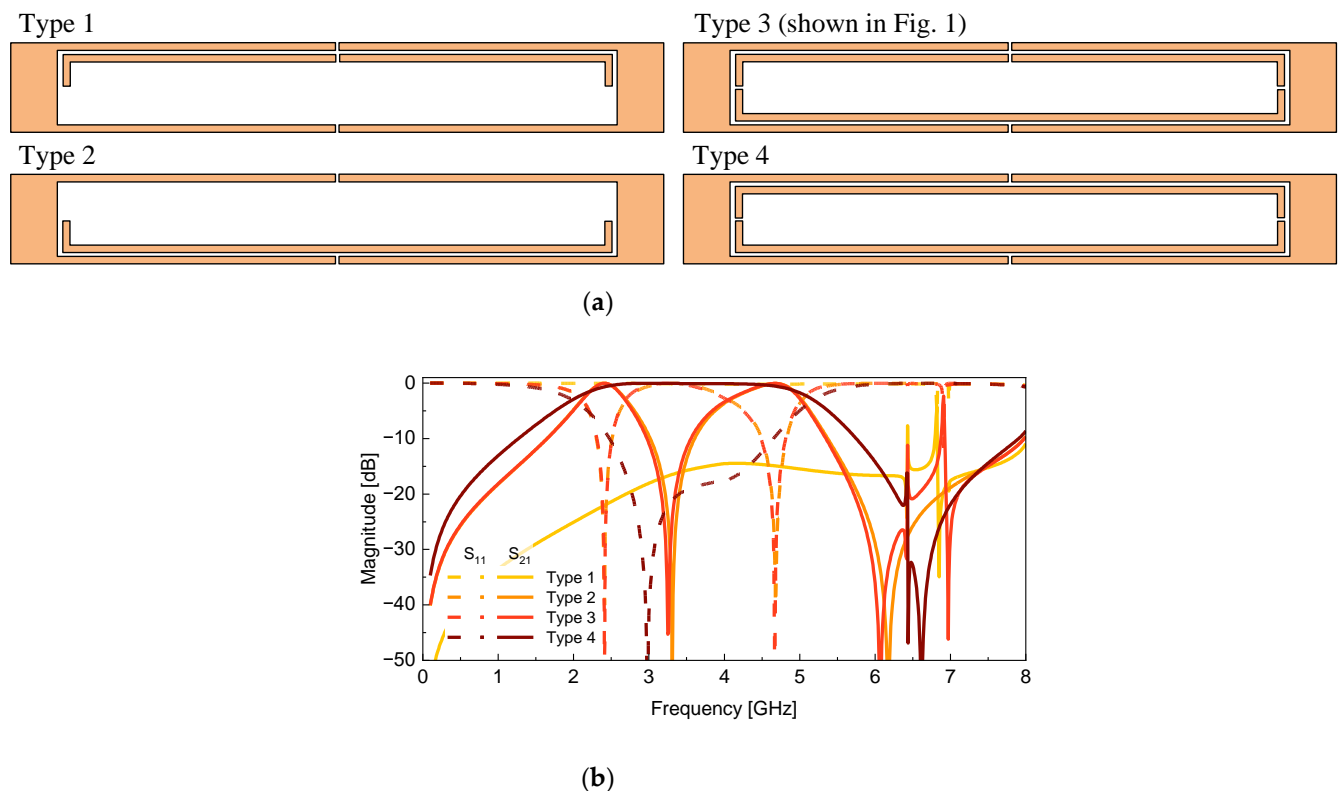 Type 1
Type 3 (shown in Fig. 1)
Type 2
Type 4
(a)
0
−10
−20
−30
−40
−50
Magnitude [dB]
S11 S21
Type 1
Type 2
Type 3
Type 4
0 1 2 3 4 5 6 7 8
Frequency [GHz]
(b)